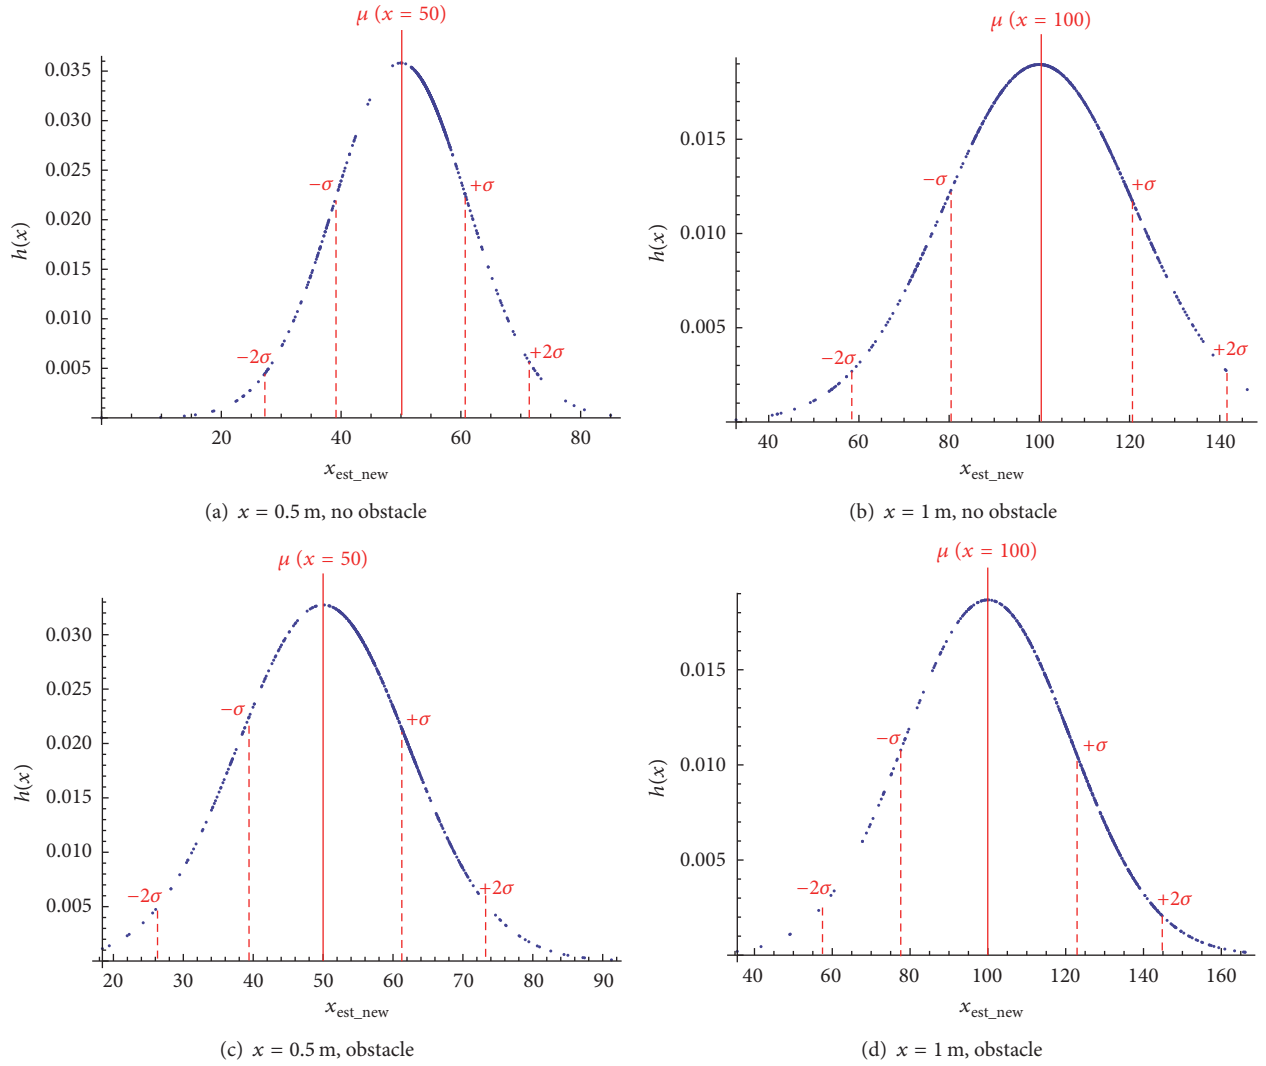 μ (x = 50)
0.035
0.030
0.025
0.020
0.015
0.010
0.005
h(x)
−σ
+σ
−2σ
+2σ
20 40 60 80
x_est_new
(a) x = 0.5 m, no obstacle
μ (x = 100)
0.015
0.010
0.005
h(x)
−σ
+σ
−2σ
+2σ
40 60 80 100 120 140
x_est_new
(b) x = 1 m, no obstacle
μ (x = 50)
0.030
0.025
0.020
0.015
0.010
0.005
h(x)
−σ
+σ
−2σ
+2σ
20 30 40 50 60 70 80 90
x_est_new
(c) x = 0.5 m, obstacle
μ (x = 100)
0.015
0.010
0.005
h(x)
−σ
+σ
−2σ
+2σ
40 60 80 100 120 140 160
x_est_new
(d) x = 1 m, obstacle